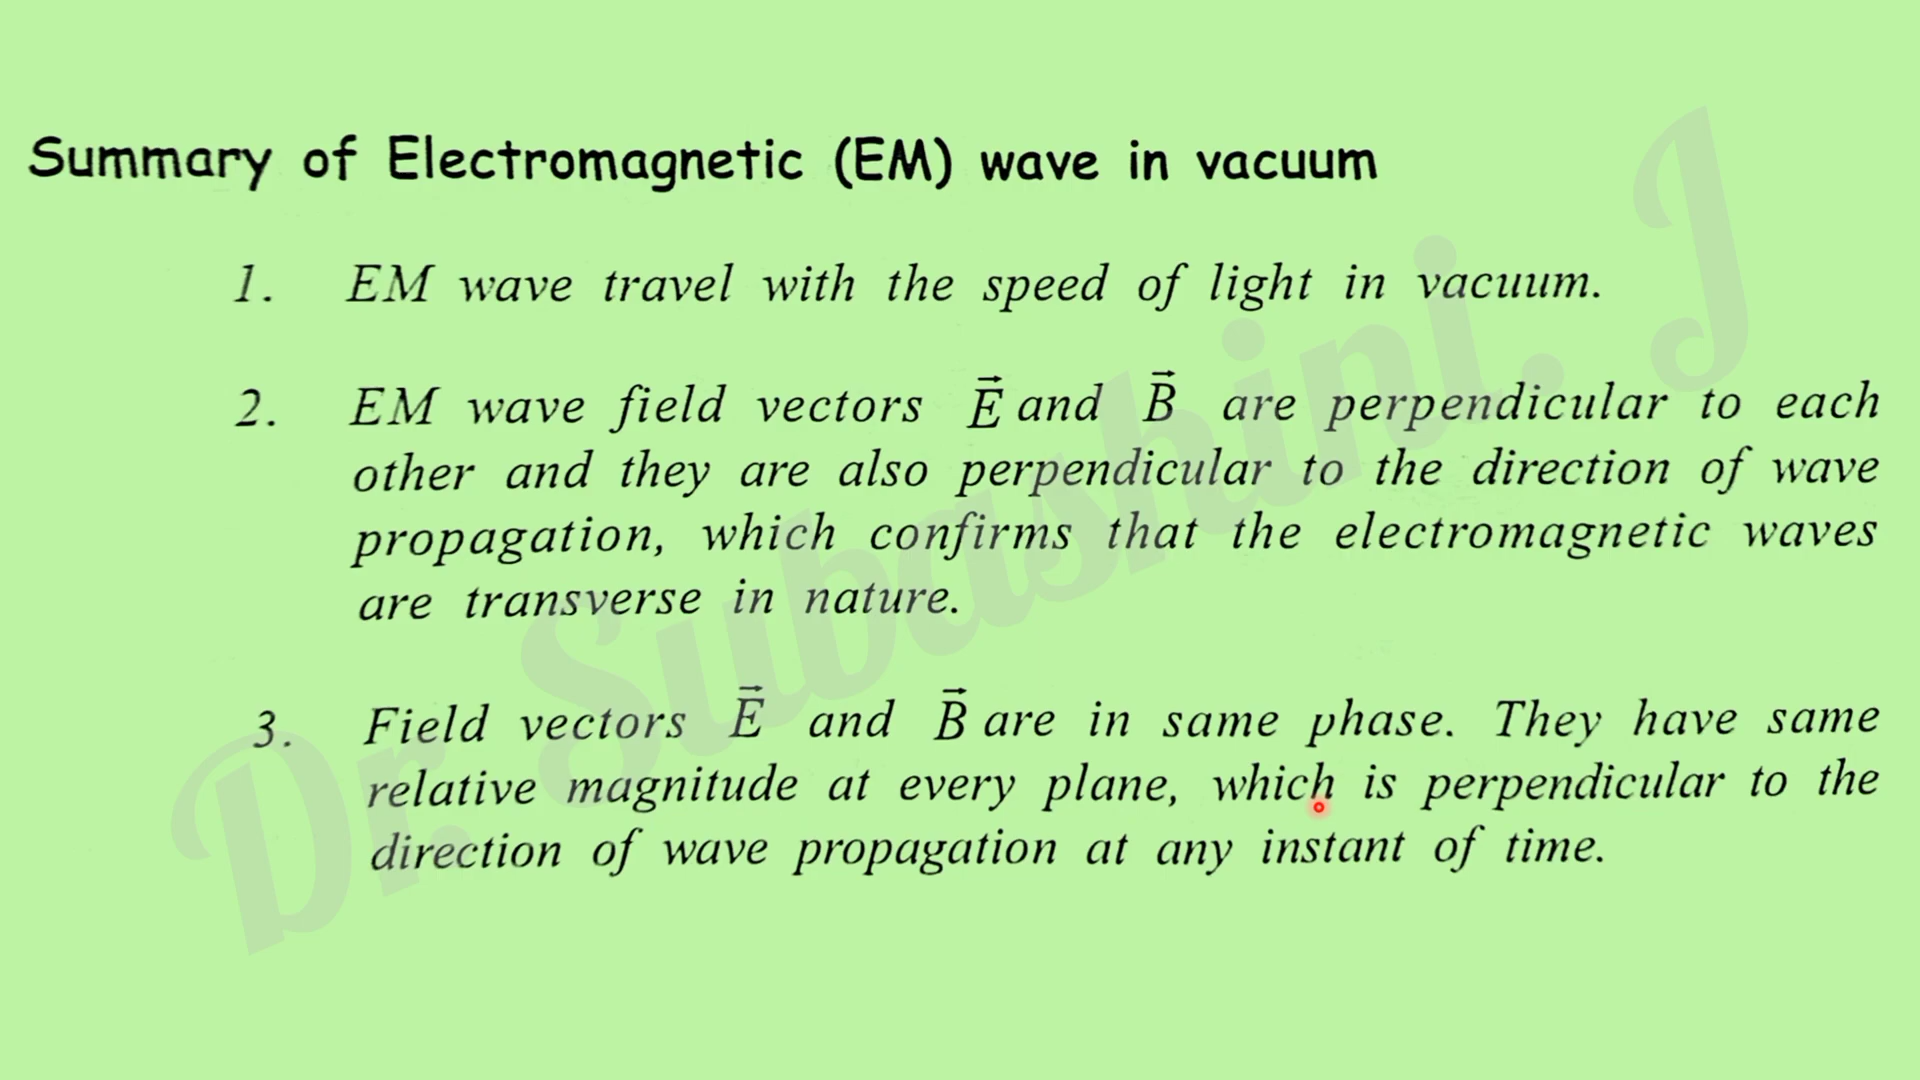 Summary of Electromagnetic (EM) wave in vacuum
1. EM wave travel with the speed of light in vacuum.
2. EM wave field vectors E⃗ and B⃗ are perpendicular to each
other and they are also perpendicular to the direction of wave
propagation, which confirms that the electromagnetic waves
are transverse in nature.
3. Field vectors E⃗ and B⃗ are in same phase. They have same
relative magnitude at every plane, which is perpendicular to the
direction of wave propagation at any instant of time.
Dr. Subashini. J